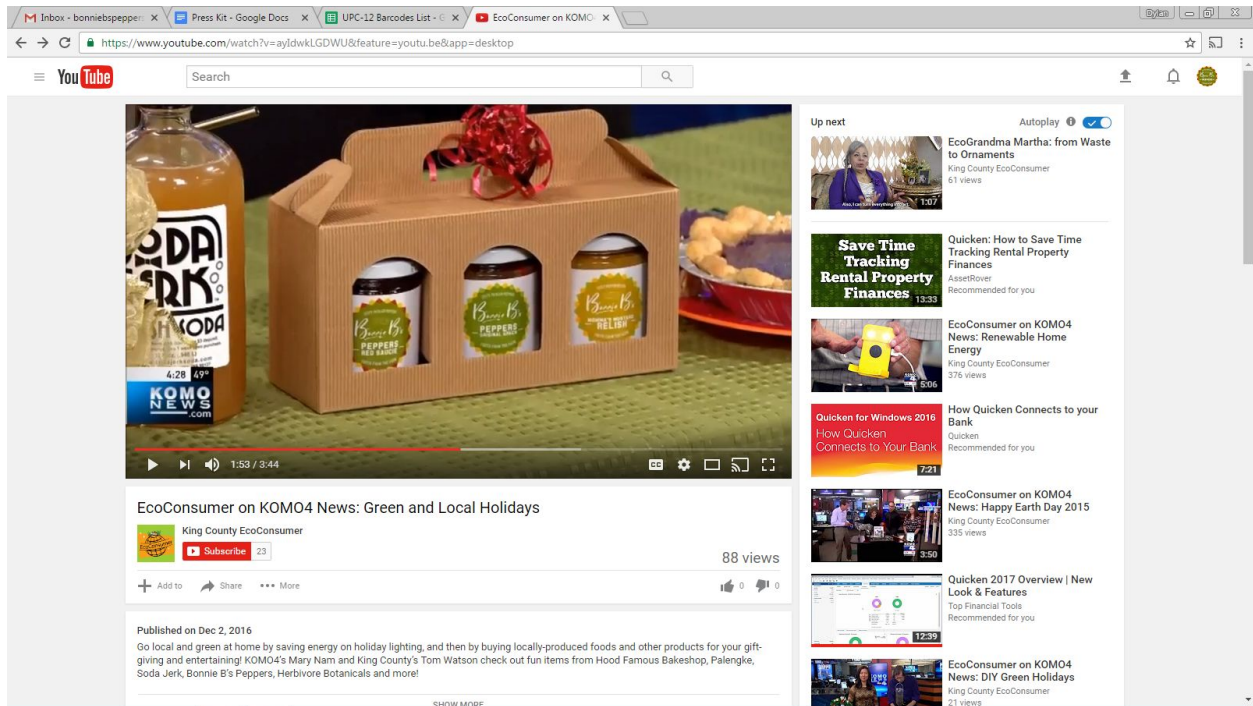 Inbox - bonniebspepper
Press Kit - Google Docs
UPC-12 Barcodes List - G
EcoConsumer on KOMO
Dylan
https://www.youtube.com/watch?v=ayIdwkLGDWU&feature=youtu.be&app=desktop
YouTube
Search
SODA
JERK
SODA
4:28 49°
KOMO
NEWS
.com
Bonnie B's
PEPPERS
RED SAUCE
Bonnie B's
PEPPERS
ORIGINAL GREEN
Bonnie B's
RELISH
1:53 / 3:44
CC
EcoConsumer on KOMO4 News: Green and Local Holidays
King County EcoConsumer
Subscribe 23
88 views
Add to Share More
0 0
Published on Dec 2, 2016
Go local and green at home by saving energy on holiday lighting, and then by buying locally-produced foods and other products for your gift-
giving and entertaining! KOMO4's Mary Nam and King County's Tom Watson check out fun items from Hood Famous Bakeshop, Palengke,
Soda Jerk, Bonnie B's Peppers, Herbivore Botanicals and more!
SHOW MORE
Up next Autoplay
EcoGrandma Martha: from Waste
to Ornaments
King County EcoConsumer
61 views
1:07
Save Time
Tracking
Rental Property
Finances
13:33
Quicken: How to Save Time
Tracking Rental Property
Finances
AssetRover
Recommended for you
EcoConsumer on KOMO4
News: Renewable Home
Energy
King County EcoConsumer
376 views
5:06
Quicken for Windows 2016
How Quicken
Connects to Your Bank
7:21
How Quicken Connects to your
Bank
Quicken
Recommended for you
EcoConsumer on KOMO4
News: Happy Earth Day 2015
King County EcoConsumer
335 views
3:50
Quicken 2017 Overview | New
Look & Features
Top Financial Tools
Recommended for you
12:39
EcoConsumer on KOMO4
News: DIY Green Holidays
King County EcoConsumer
21 views